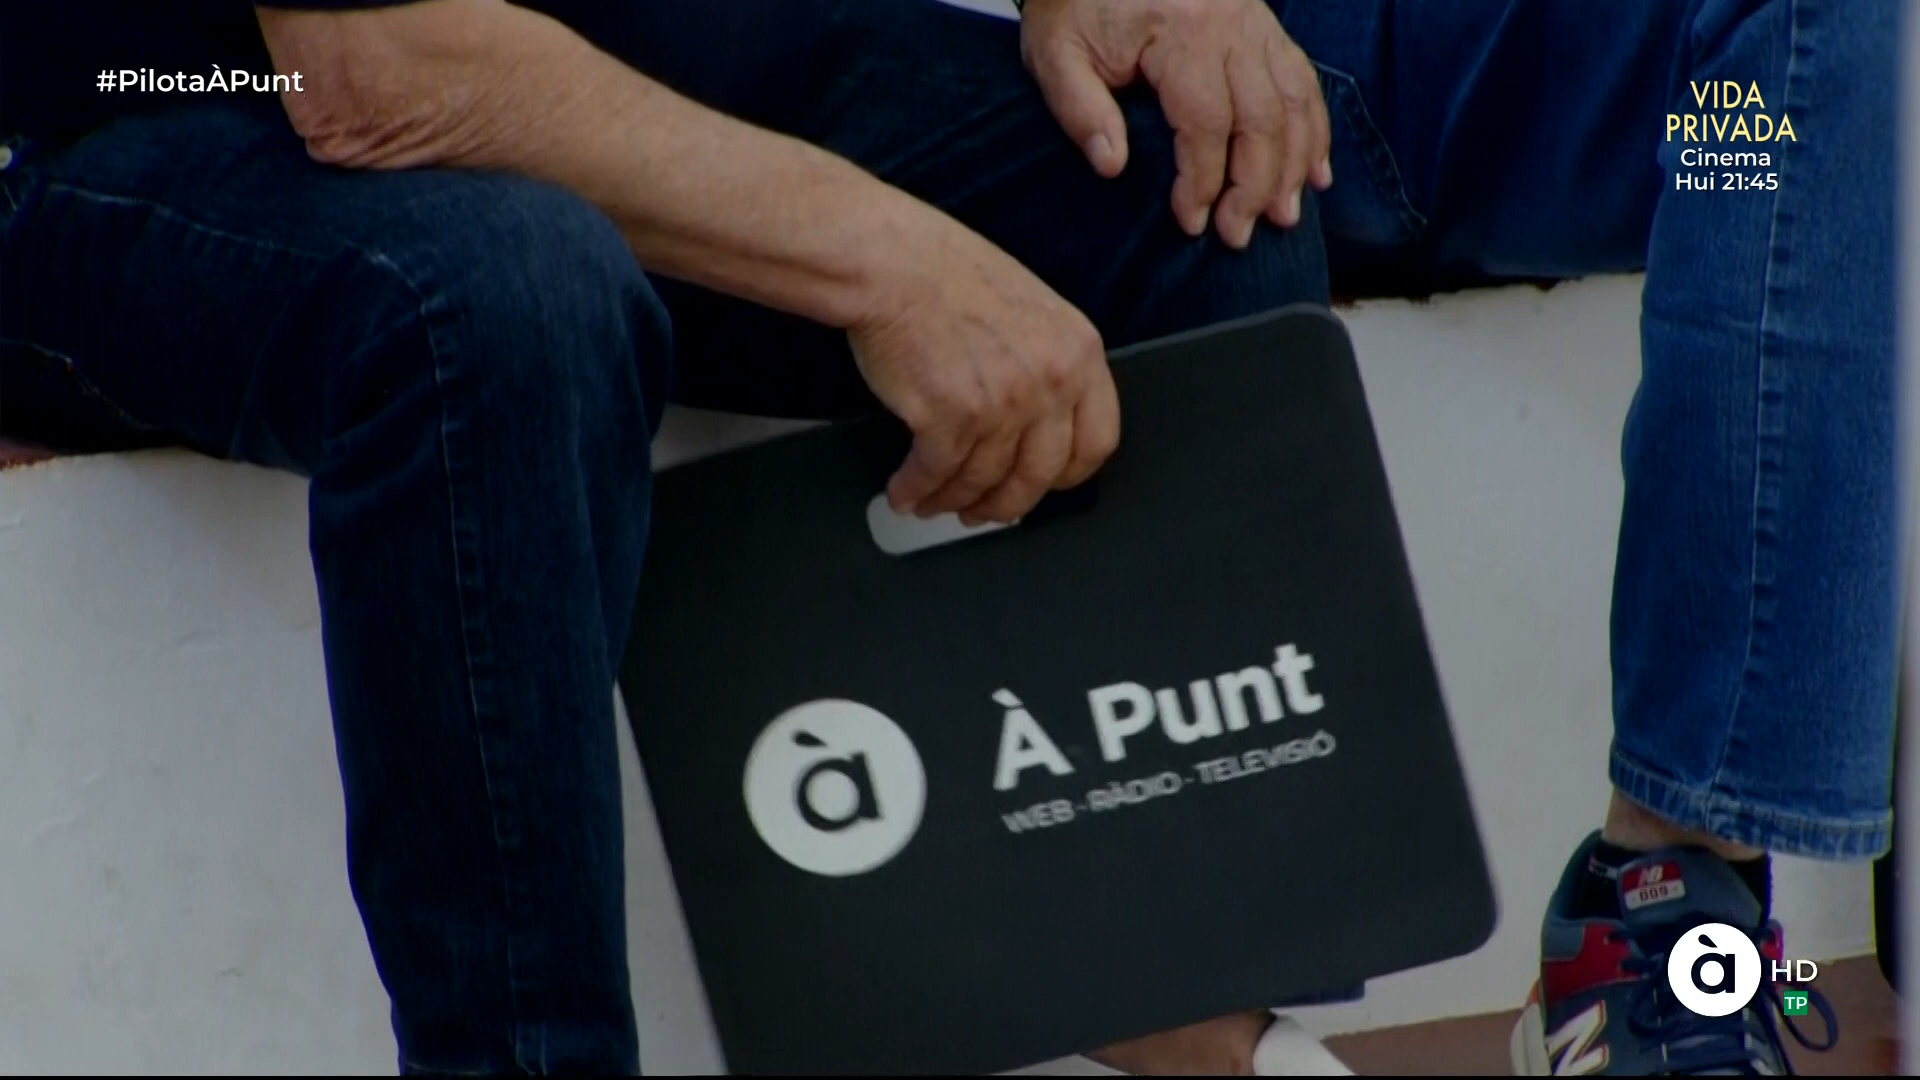 #PilotaÀPunt
VIDA
PRIVADA
Cinema
Hui 21:45
à
À Punt
WEB - RÀDIO - TELEVISIÓ
NB
N
à HD
TP